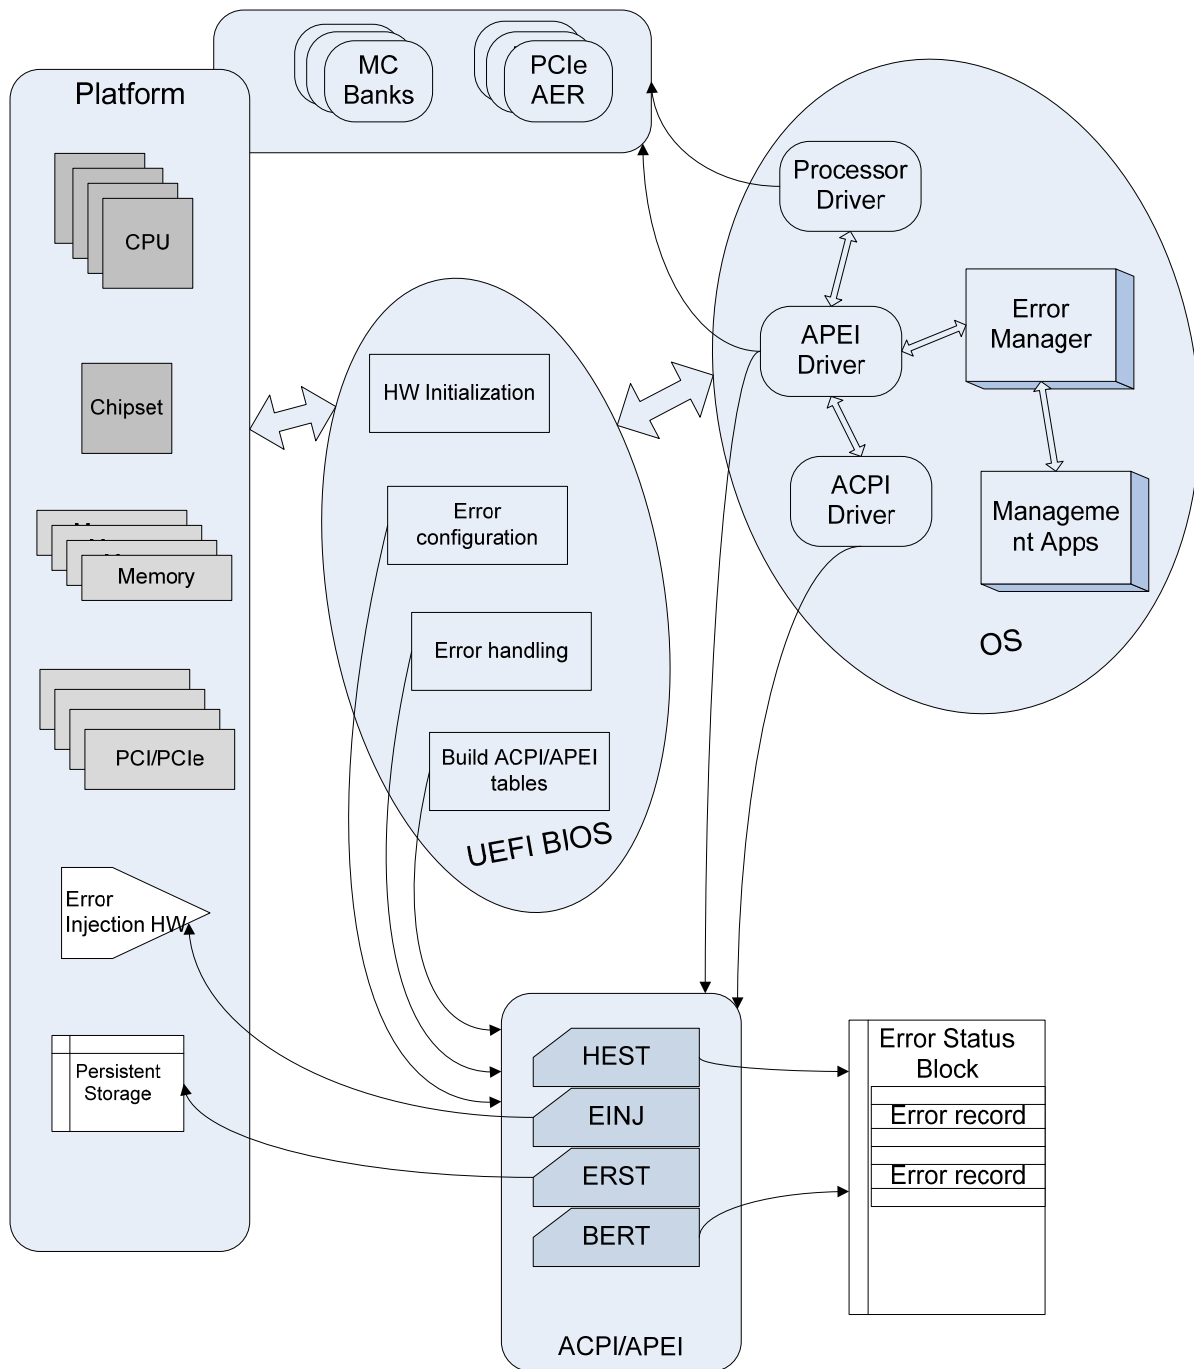 MC
Banks
PCIe
AER
Platform
CPU
Chipset
Memory
PCI/PCIe
Error
Injection HW
Persistent
Storage
HW Initialization
Error
configuration
Error handling
Build ACPI/APEI
tables
UEFI BIOS
Processor
Driver
APEI
Driver
Error
Manager
ACPI
Driver
Manageme
nt Apps
OS
HEST
EINJ
ERST
BERT
ACPI/APEI
Error Status
Block
Error record
Error record